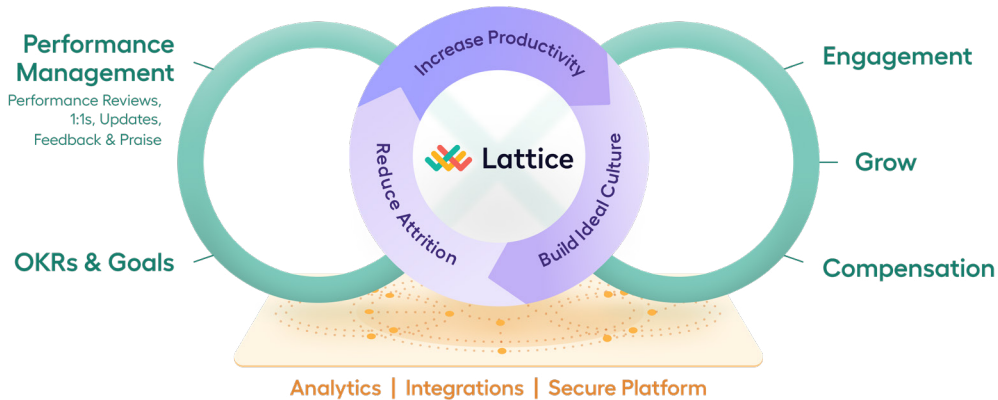 Performance
Management
Performance Reviews,
1:1s, Updates,
Feedback & Praise
OKRs & Goals
Increase Productivity
Build Ideal Culture
Reduce Attrition
Lattice
Engagement
Grow
Compensation
Analytics | Integrations | Secure Platform